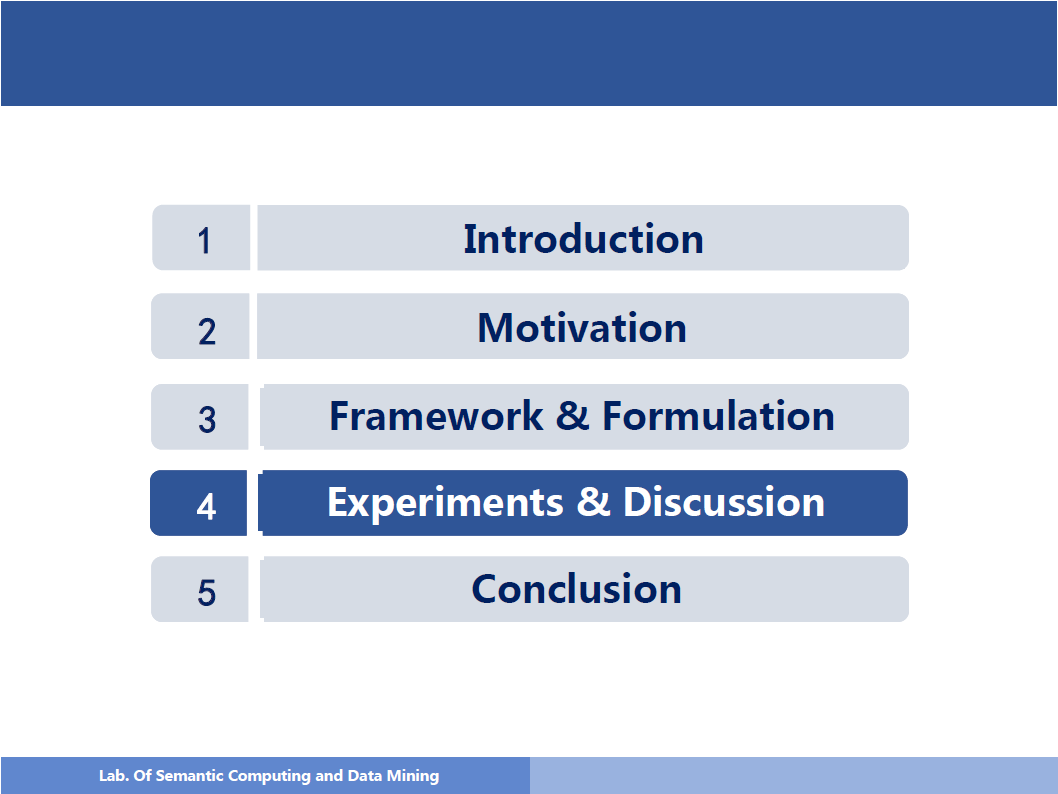 1 Introduction
2 Motivation
3 Framework & Formulation
4 Experiments & Discussion
5 Conclusion
Lab. Of Semantic Computing and Data Mining